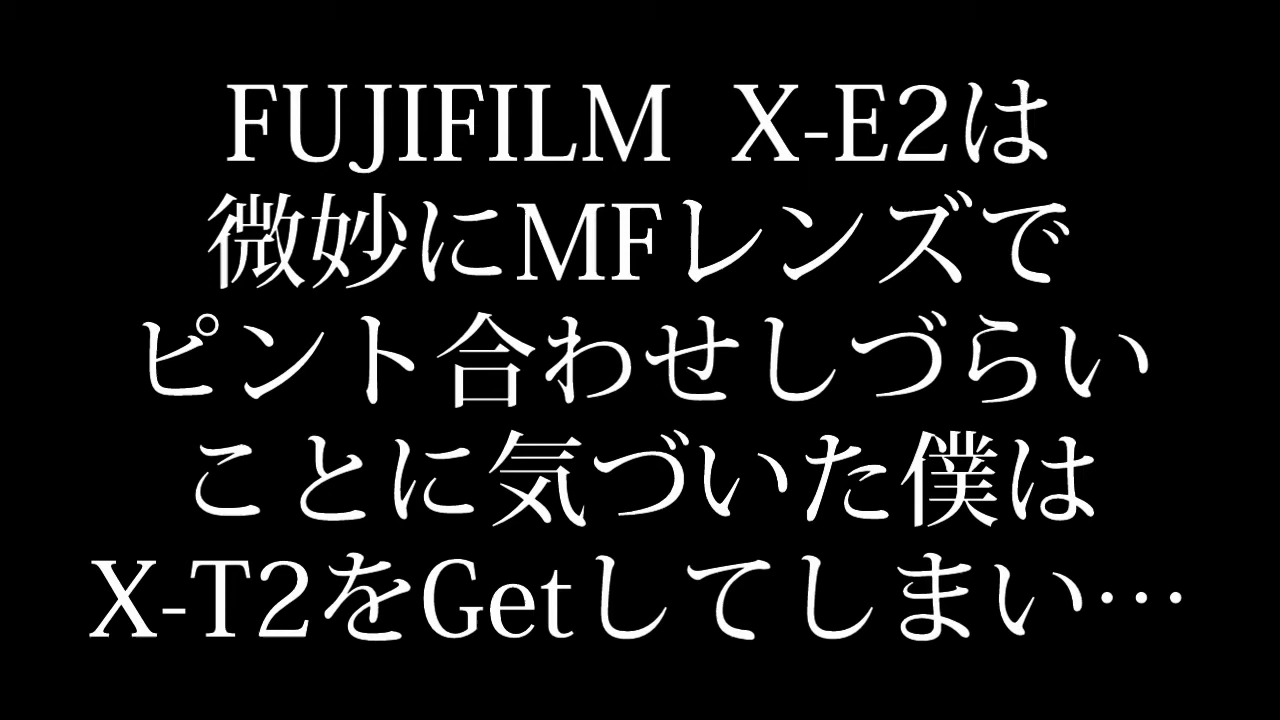 FUJIFILM X-E2は
微妙にMFレンズで
ピント合わせしづらい
ことに気づいた僕は
X-T2をGetしてしまい…